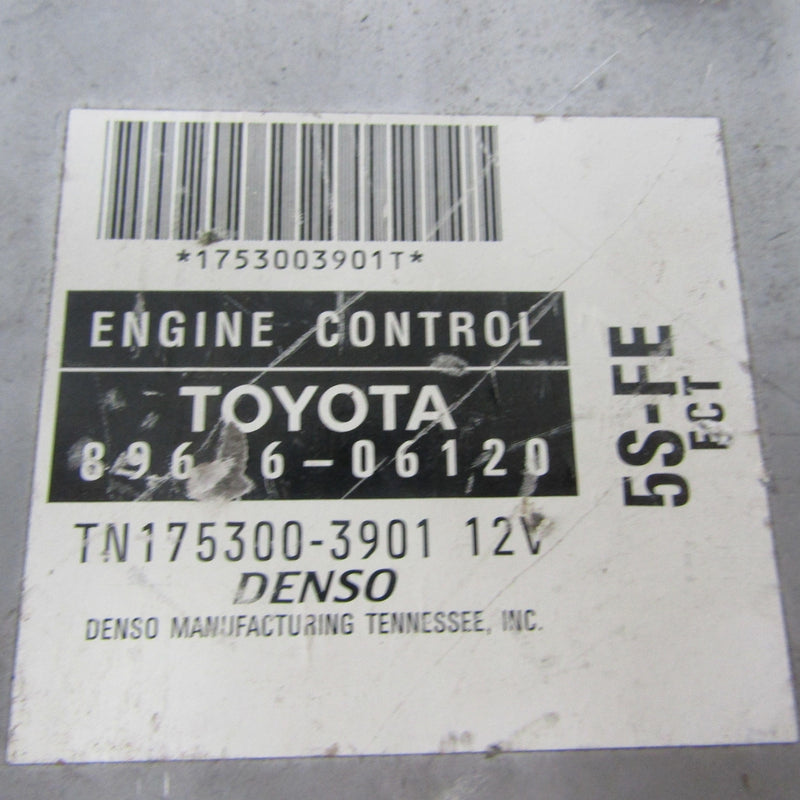 *1753003901T*
ENGINE CONTROL
TOYOTA
896 6-06120
TN175300-3901 12V
DENSO
DENSO MANUFACTURING TENNESSEE, INC.
5S-FE
ECT